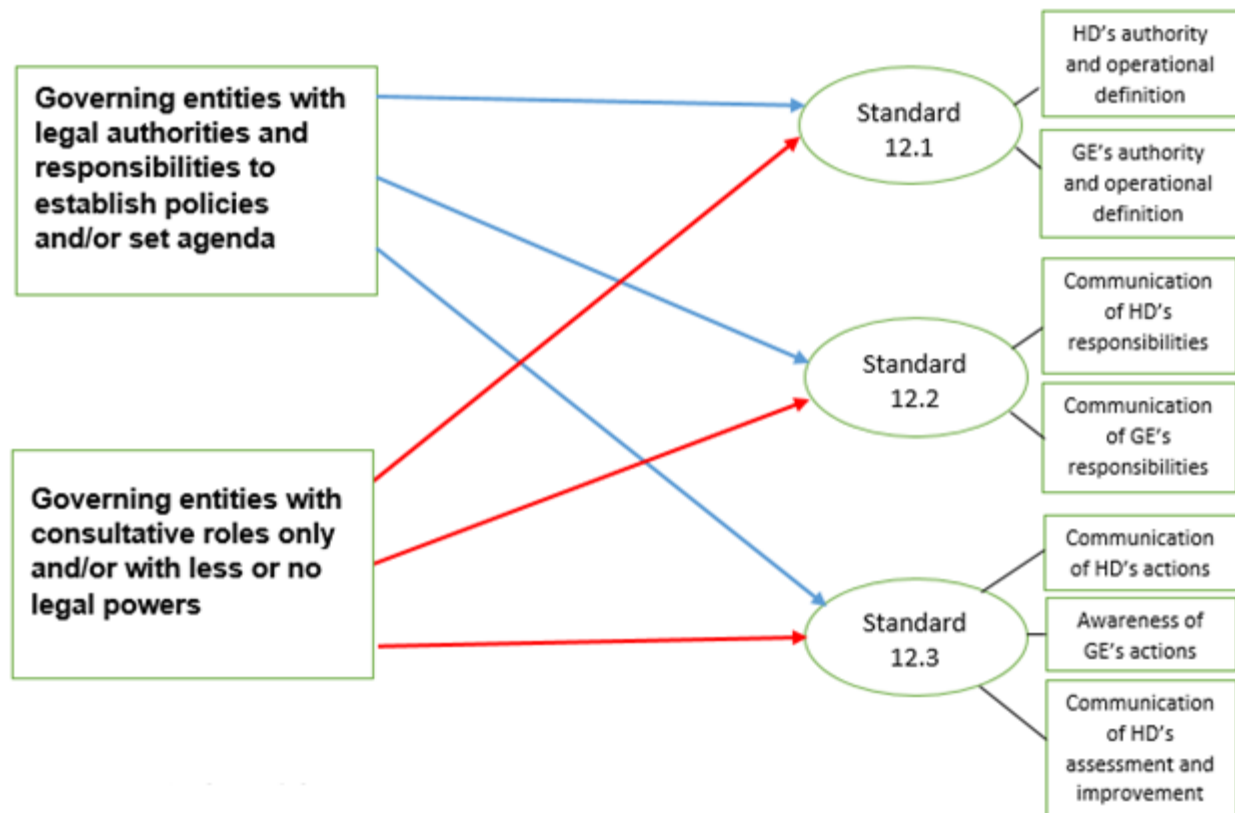 Governing entities with
legal authorities and
responsibilities to
establish policies
and/or set agenda
Governing entities with
consultative roles only
and/or with less or no
legal powers
Standard
12.1
Standard
12.2
Standard
12.3
HD's authority
and operational
definition
GE's authority
and operational
definition
Communication
of HD's
responsibilities
Communication
of GE's
responsibilities
Communication
of HD's actions
Awareness of
GE's actions
Communication
of HD's
assessment and
improvement